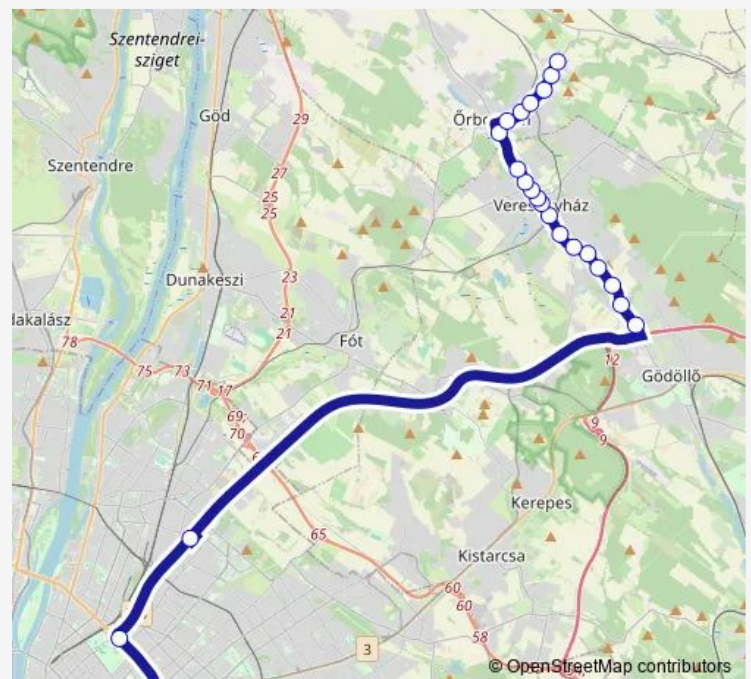 Szentendrei-
sziget
Göd
29
Szentendre
27
25
25
Veresegyház
Dunakeszi
23
dakalász
21
21
78
Fót
75
73
71
17
12
Gödöllő
69
70
9
9
Kerepes
65
Kistarcsa
60
60
58
3
© OpenStreetMap contributors